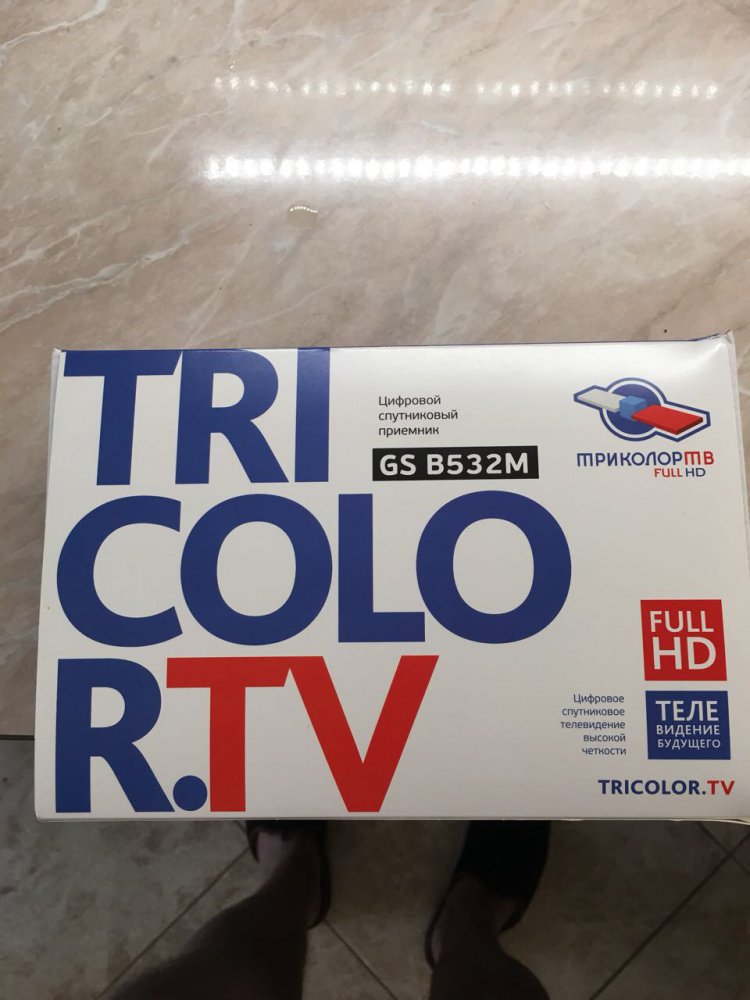 TRI
COLO
R.TV
Цифровой
спутниковый
приемник
GS B532M
ТРИКОЛОРТВ
FULL HD
FULL
HD
Цифровое
спутниковое
телевидение
высокой
четкости
ТЕЛЕ
ВИДЕНИЕ
БУДУЩЕГО
TRICOLOR.TV